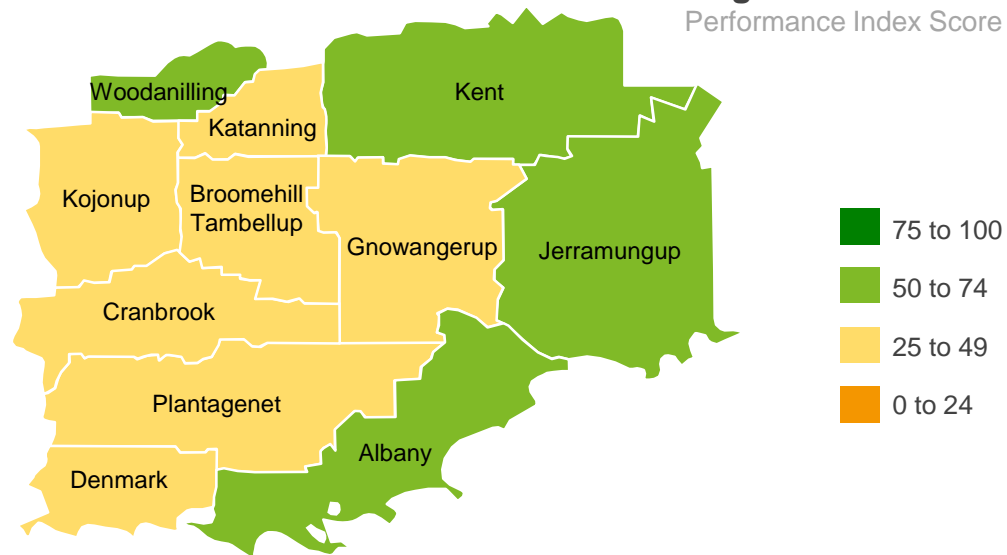 Performance Index Score
Woodanilling
Kent
Katanning
Kojonup
Broomehill
Tambellup
Gnowangerup
Jerramungup
Cranbrook
Plantagenet
Albany
Denmark
75 to 100
50 to 74
25 to 49
0 to 24